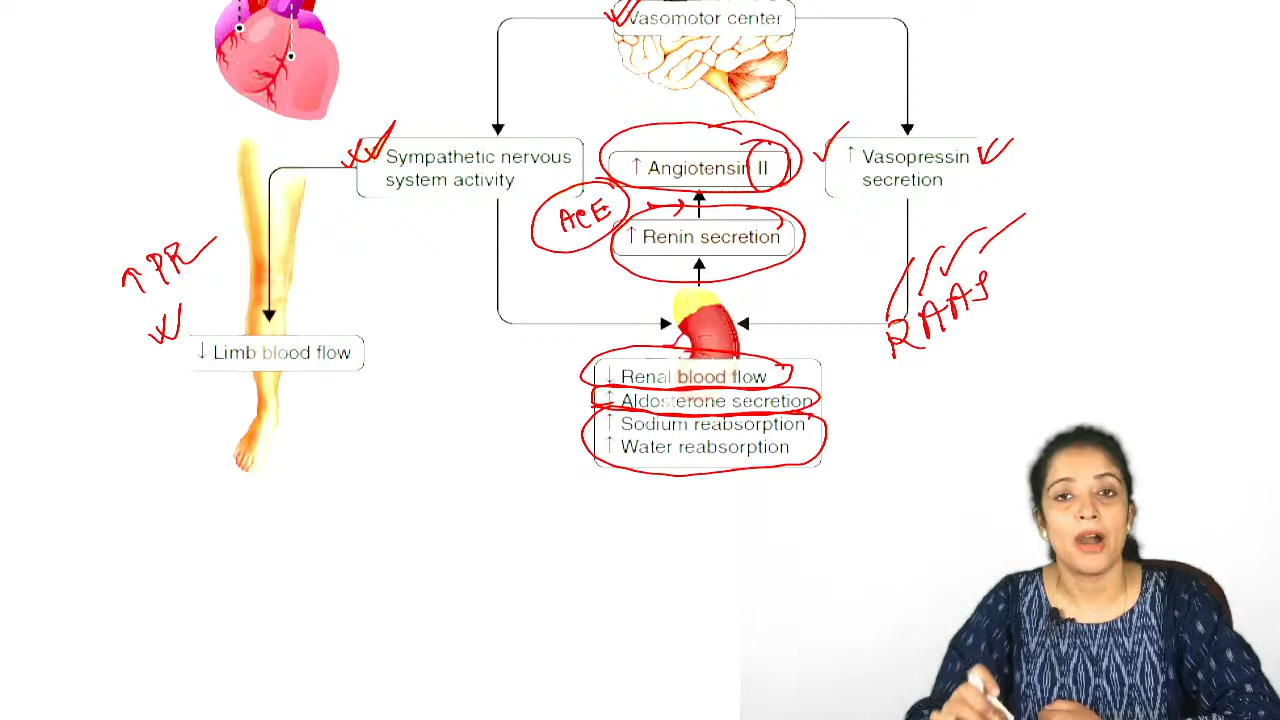 Vasomotor center
Sympathetic nervous
system activity
↑ Angiotensin II
↑ Vasopressin
secretion
ACE
↑ Renin secretion
↑ PR
RAAS
↓ Limb blood flow
↓ Renal blood flow
↑ Aldosterone secretion
↑ Sodium reabsorption
↑ Water reabsorption